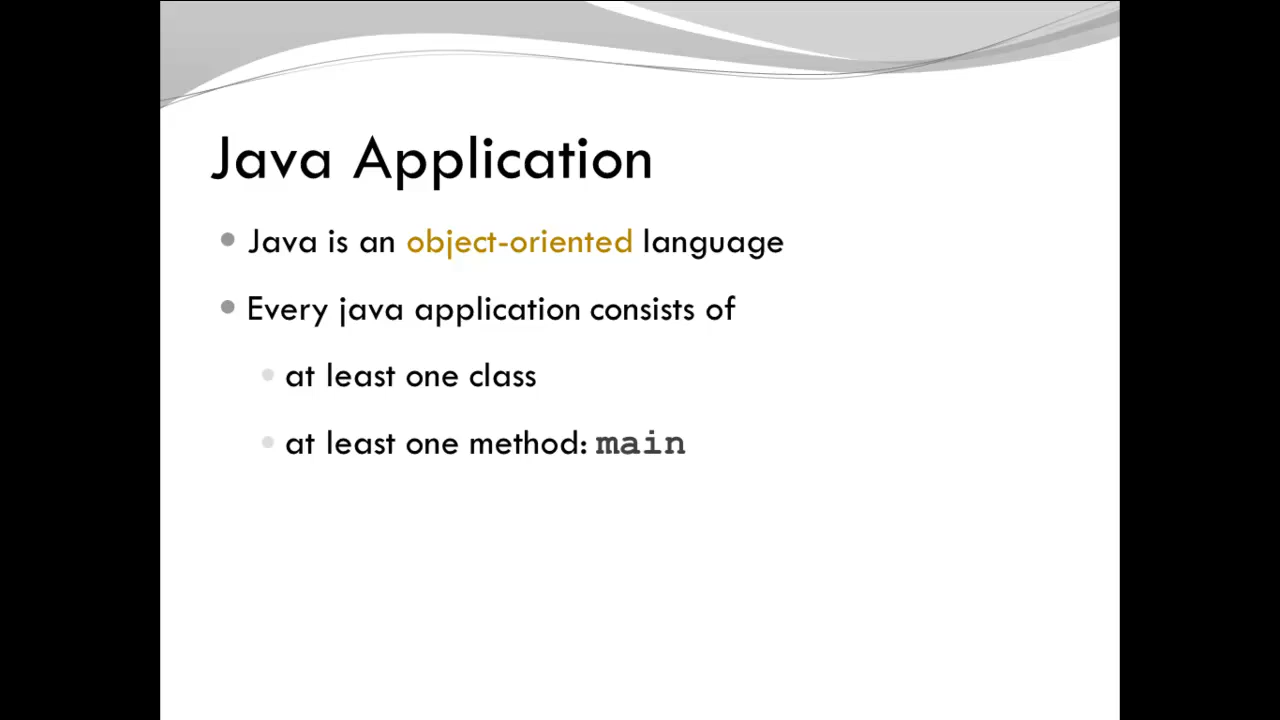 Java Application
Java is an object-oriented language
Every java application consists of
at least one class
at least one method: main